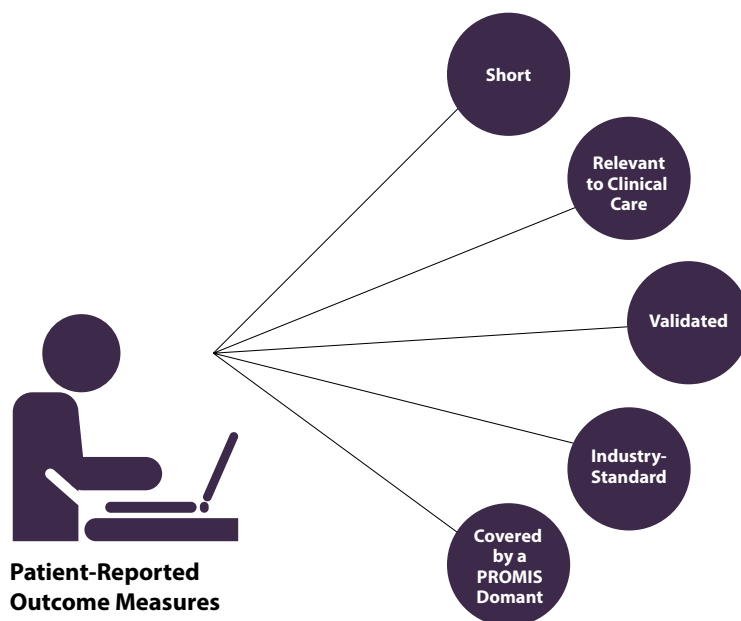 Short
Relevant
to Clinical
Care
Validated
Industry-
Standard
Covered
by a
PROMIS
Domant
Patient-Reported
Outcome Measures